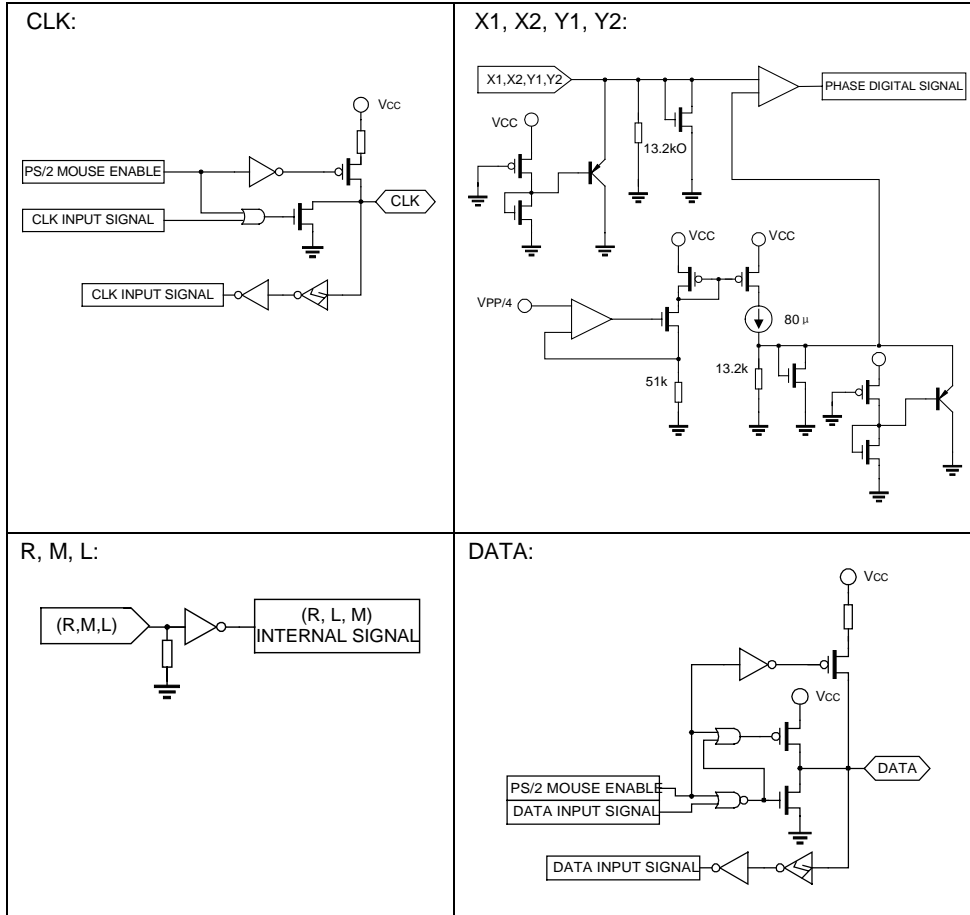 CLK:
Vcc
PS/2 MOUSE ENABLE
CLK
CLK INPUT SIGNAL
CLK INPUT SIGNAL
X1, X2, Y1, Y2:
X1,X2,Y1,Y2
PHASE DIGITAL SIGNAL
VCC
13.2kO
VCC
VCC
VPP/4
80 μ
51k
13.2k
R, M, L:
(R,M,L)
(R, L, M)
INTERNAL SIGNAL
DATA:
Vcc
Vcc
DATA
PS/2 MOUSE ENABLE
DATA INPUT SIGNAL
DATA INPUT SIGNAL